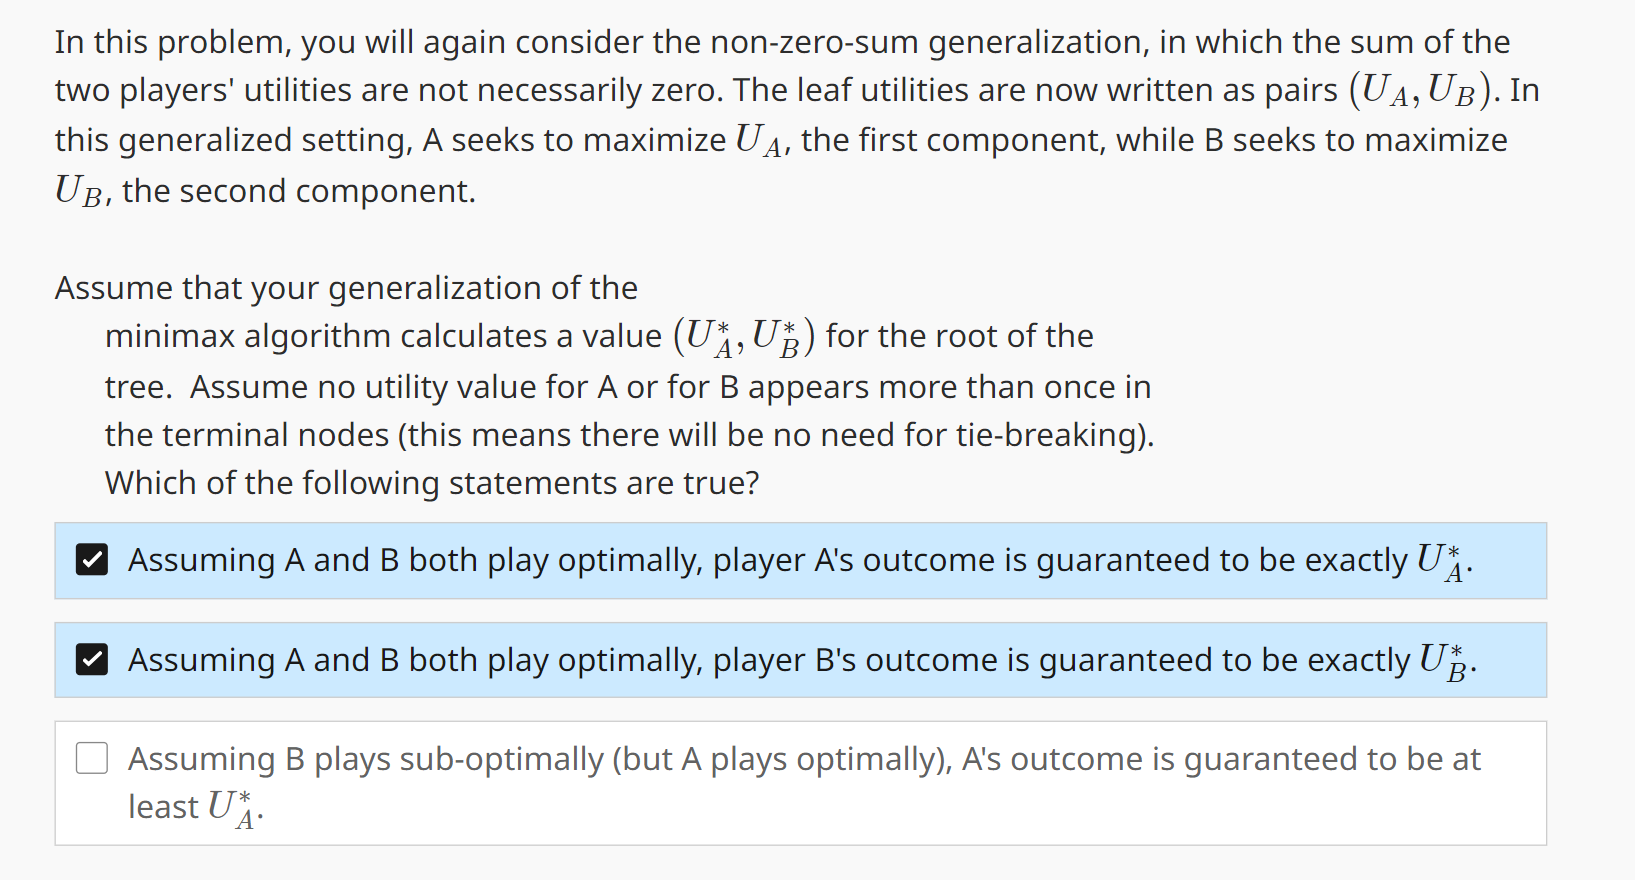 In this problem, you will again consider the non-zero-sum generalization, in which the sum of the
two players' utilities are not necessarily zero. The leaf utilities are now written as pairs (U_A, U_B). In
this generalized setting, A seeks to maximize U_A, the first component, while B seeks to maximize
U_B, the second component.
Assume that your generalization of the
minimax algorithm calculates a value (U_A^*, U_B^*) for the root of the
tree. Assume no utility value for A or for B appears more than once in
the terminal nodes (this means there will be no need for tie-breaking).
Which of the following statements are true?
Assuming A and B both play optimally, player A's outcome is guaranteed to be exactly U_A^*.
Assuming A and B both play optimally, player B's outcome is guaranteed to be exactly U_B^*.
Assuming B plays sub-optimally (but A plays optimally), A's outcome is guaranteed to be at
least U_A^*.